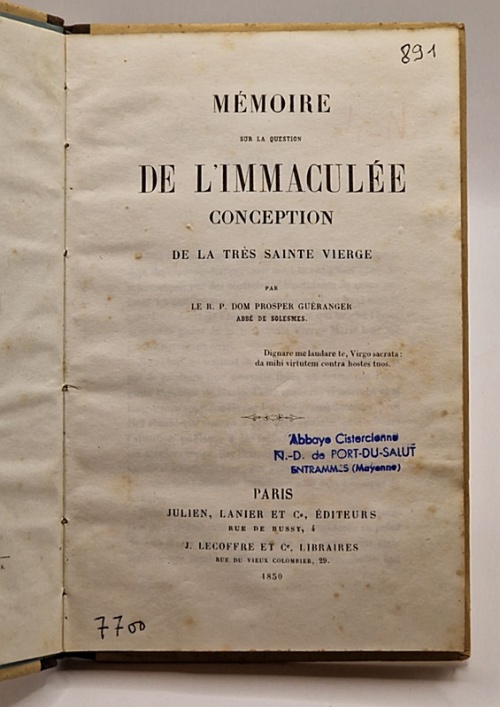 891
MÉMOIRE
SUR LA QUESTION
DE L'IMMACULÉE
CONCEPTION
DE LA TRÈS SAINTE VIERGE
PAR
LE R. P. DOM PROSPER GUÉRANGER
ABBÉ DE SOLESMES.
Dignare me laudare te, Virgo sacrata:
da mihi virtutem contra hostes tuos.
Abbaye Cistercienne
N.-D. de PORT-DU-SALUT
ENTRAMMES (Mayenne)
PARIS
JULIEN, LANIER ET Ce, ÉDITEURS
RUE DE BUSSY, 4
J. LECOFFRE ET Ce, LIBRAIRES
RUE DU VIEUX COLOMBIER, 29.
1850
7700